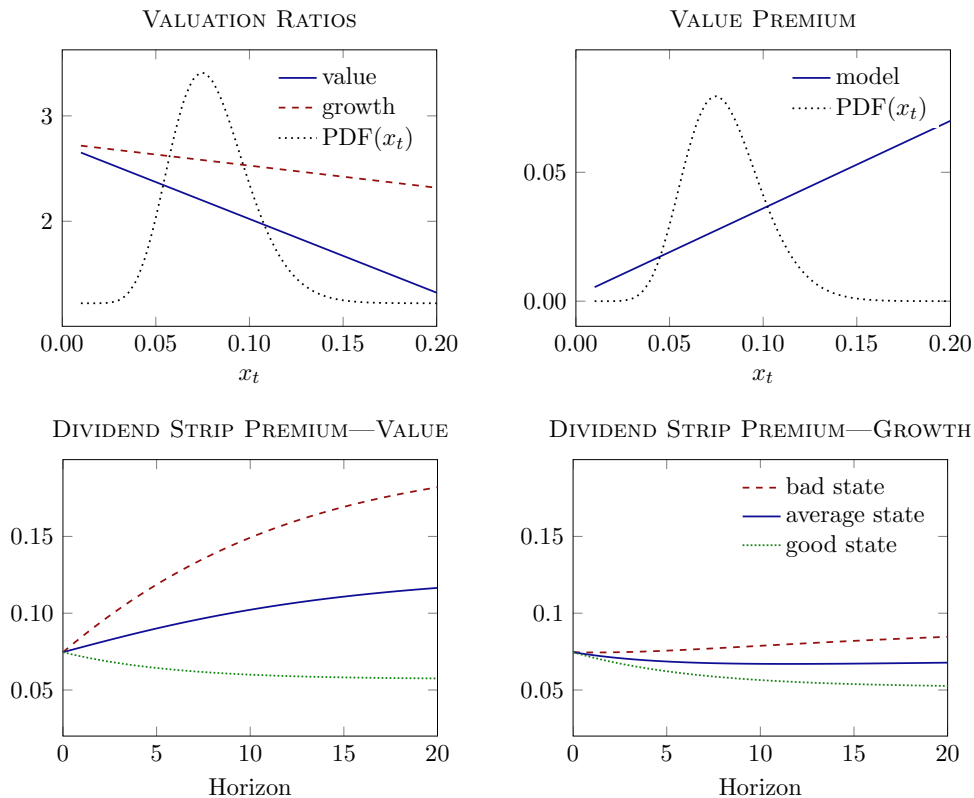 VALUATION RATIOS
value
growth
PDF(x_t)
3
2
0.00 0.05 0.10 0.15 0.20
x_t
VALUE PREMIUM
model
PDF(x_t)
0.05
0.00
0.00 0.05 0.10 0.15 0.20
x_t
DIVIDEND STRIP PREMIUM—VALUE
0.15
0.10
0.05
0 5 10 15 20
Horizon
DIVIDEND STRIP PREMIUM—GROWTH
bad state
average state
good state
0.15
0.1
0.05
0 5 10 15 20
Horizon